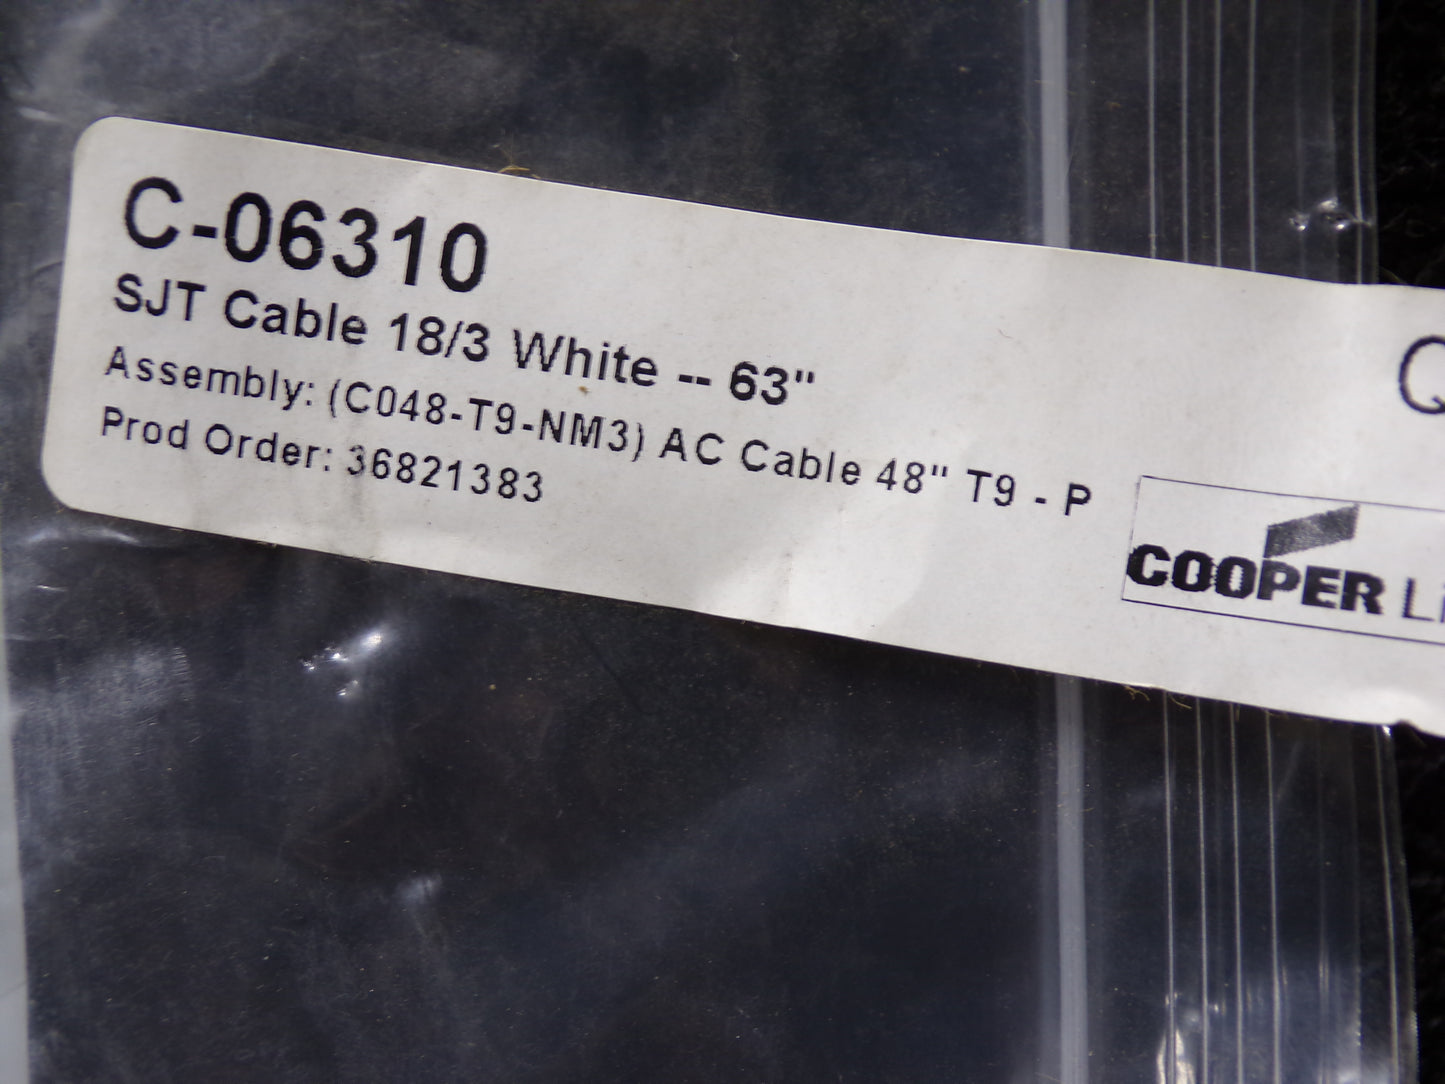 C-06310
SJT Cable 18/3 White -- 63"
Assembly: (C048-T9-NM3) AC Cable 48" T9 - P
Prod Order: 36821383
COOPER